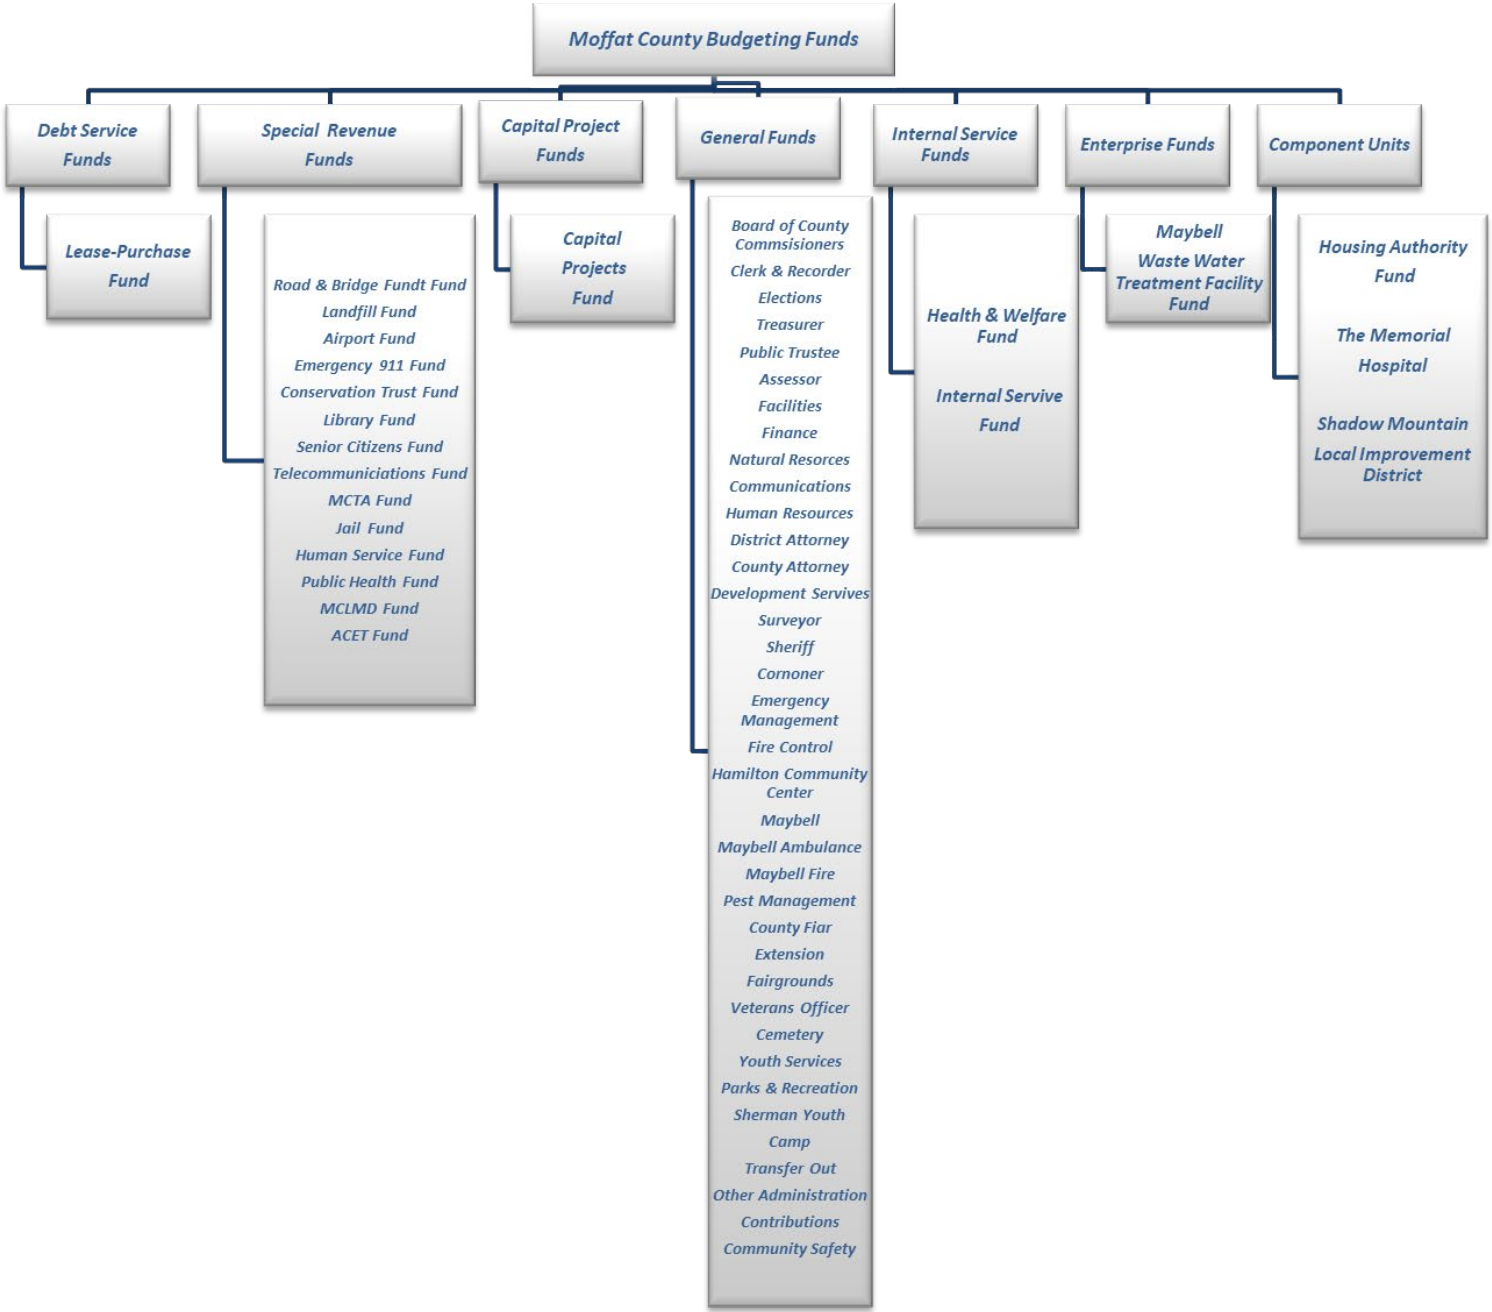 Moffat County Budgeting Funds
Debt Service
Funds
Lease-Purchase
Fund
Special Revenue
Funds
Road & Bridge Fundt Fund
Landfill Fund
Airport Fund
Emergency 911 Fund
Conservation Trust Fund
Library Fund
Senior Citizens Fund
Telecommuniciations Fund
MCTA Fund
Jail Fund
Human Service Fund
Public Health Fund
MCLMD Fund
ACET Fund
Capital Project
Funds
Capital
Projects
Fund
General Funds
Board of County
Commsisioners
Clerk & Recorder
Elections
Treasurer
Public Trustee
Assessor
Facilities
Finance
Natural Resorces
Communications
Human Resources
District Attorney
County Attorney
Development Servives
Surveyor
Sheriff
Cornoner
Emergency
Management
Fire Control
Hamilton Community
Center
Maybell
Maybell Ambulance
Maybell Fire
Pest Management
County Fiar
Extension
Fairgrounds
Veterans Officer
Cemetery
Youth Services
Parks & Recreation
Sherman Youth
Camp
Transfer Out
Other Administration
Contributions
Community Safety
Internal Service
Funds
Health & Welfare
Fund
Internal Servive
Fund
Enterprise Funds
Maybell
Waste Water
Treatment Facility
Fund
Component Units
Housing Authority
Fund
The Memorial
Hospital
Shadow Mountain
Local Improvement
District